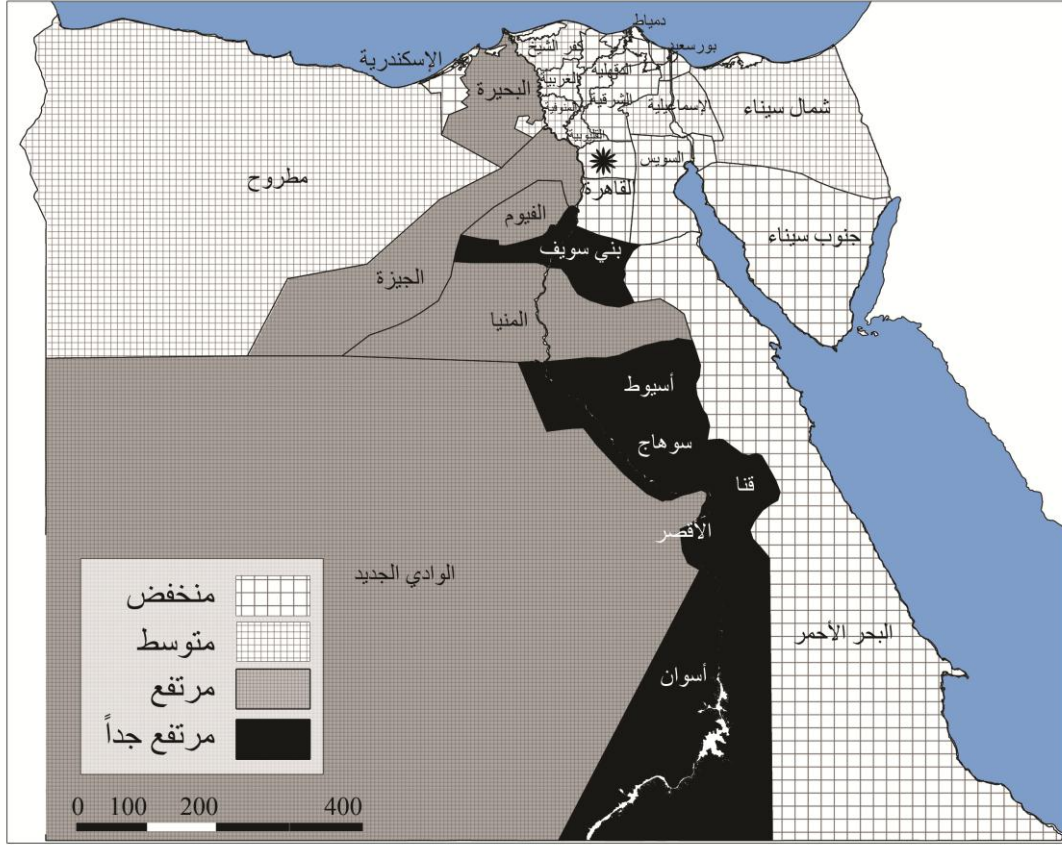 دمياط
بورسعيد
كفر الشيخ
الإسكندرية
الدقهلية
الغربية
البحيرة
الشرقية
المنوفية
الإسماعيلية
شمال سيناء
القليوبية
السويس
مطروح
القاهرة
الفيوم
جنوب سيناء
بني سويف
الجيزة
المنيا
أسيوط
سوهاج
قنا
الأقصر
الوادي الجديد
البحر الأحمر
أسوان
منخفض
متوسط
مرتفع
مرتفع جداً
0 100 200 400